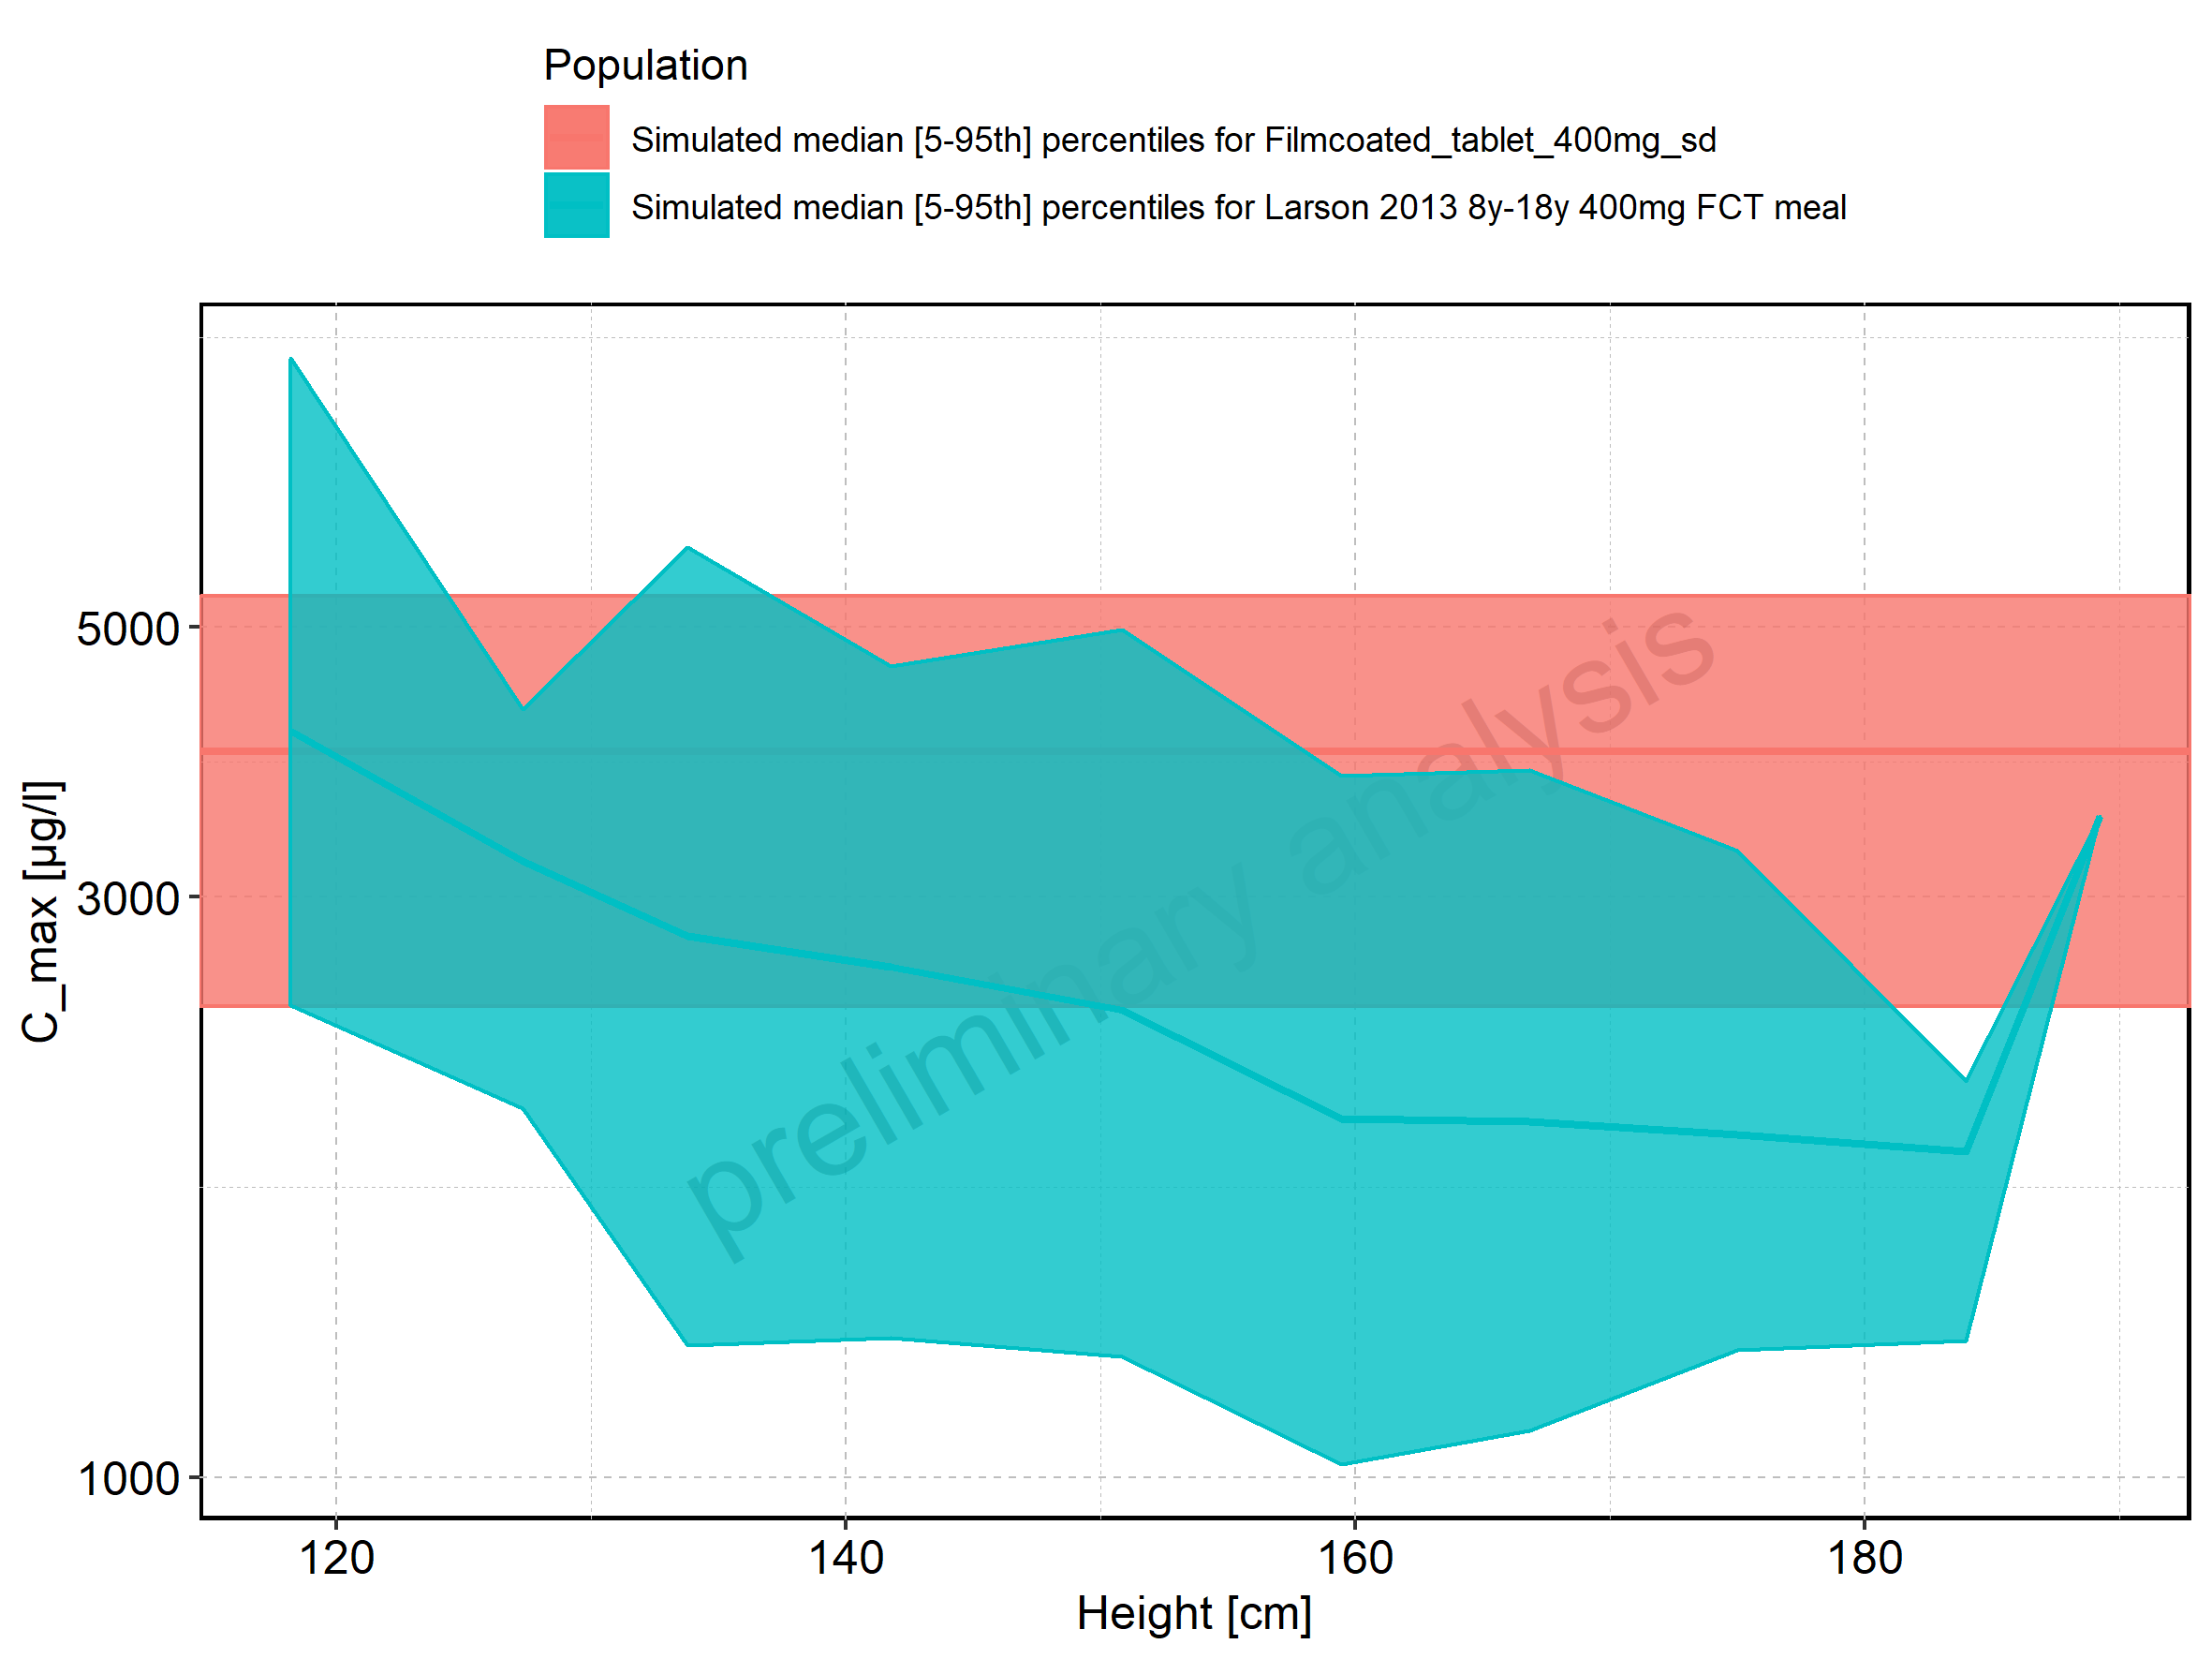 Population
Simulated median [5-95th] percentiles for Filmcoated_tablet_400mg_sd
Simulated median [5-95th] percentiles for Larson 2013 8y-18y 400mg FCT meal
5000
3000
1000
C_max [µg/l]
preliminary analysis
120 140 160 180
Height [cm]